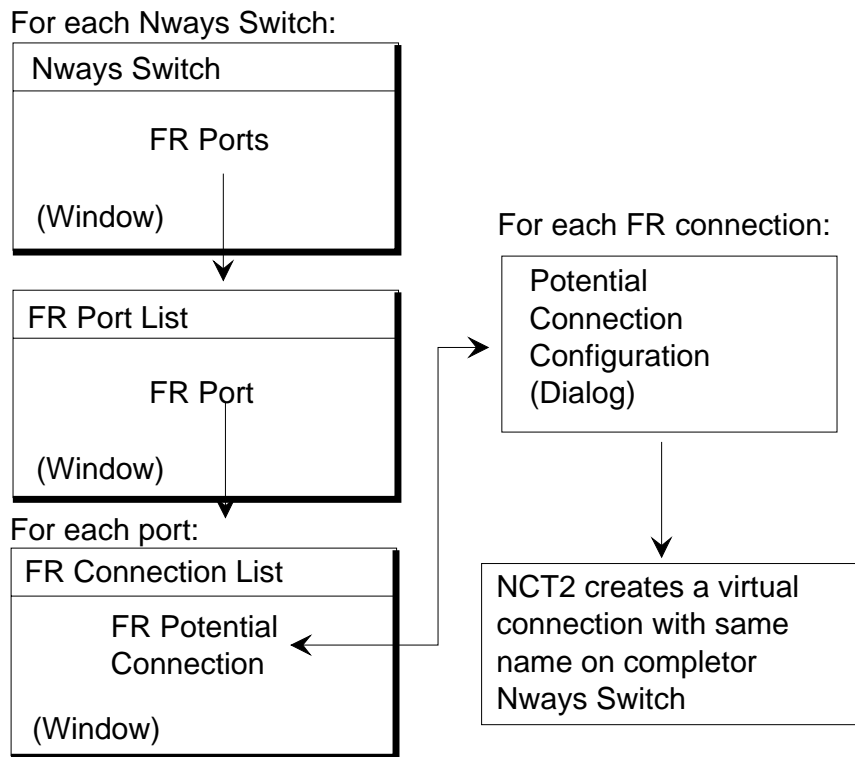 For each Nways Switch:
Nways Switch
FR Ports
(Window)
FR Port List
FR Port
(Window)
For each port:
FR Connection List
FR Potential
Connection
(Window)
For each FR connection:
Potential
Connection
Configuration
(Dialog)
NCT2 creates a virtual
connection with same
name on completor
Nways Switch